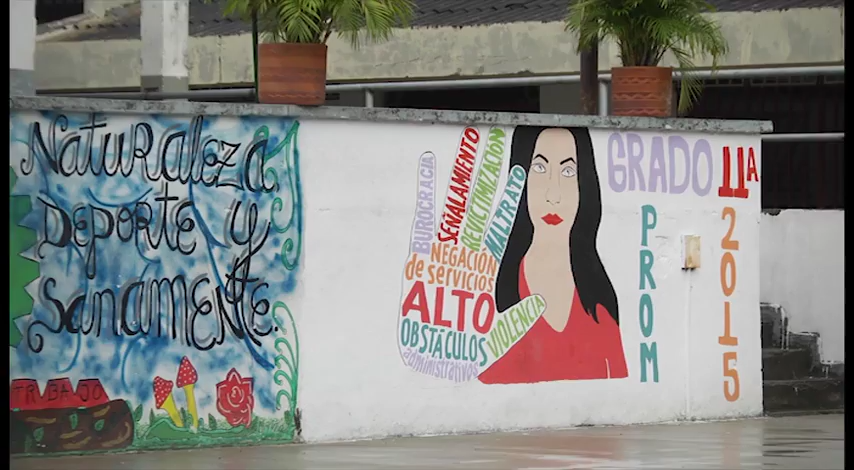 NaturaLeza,
DePorte y
SanaMENte.
TRABAJO
BUROCRACIA
SEÑALAMIENTO
REVICTIMIZACIÓN
MALTRATO
NEGACIÓN
de servicios
ALTO
OBSTÁCULOS
administrativos
VIOLENCIA
GRADO 11A
PROM
2015